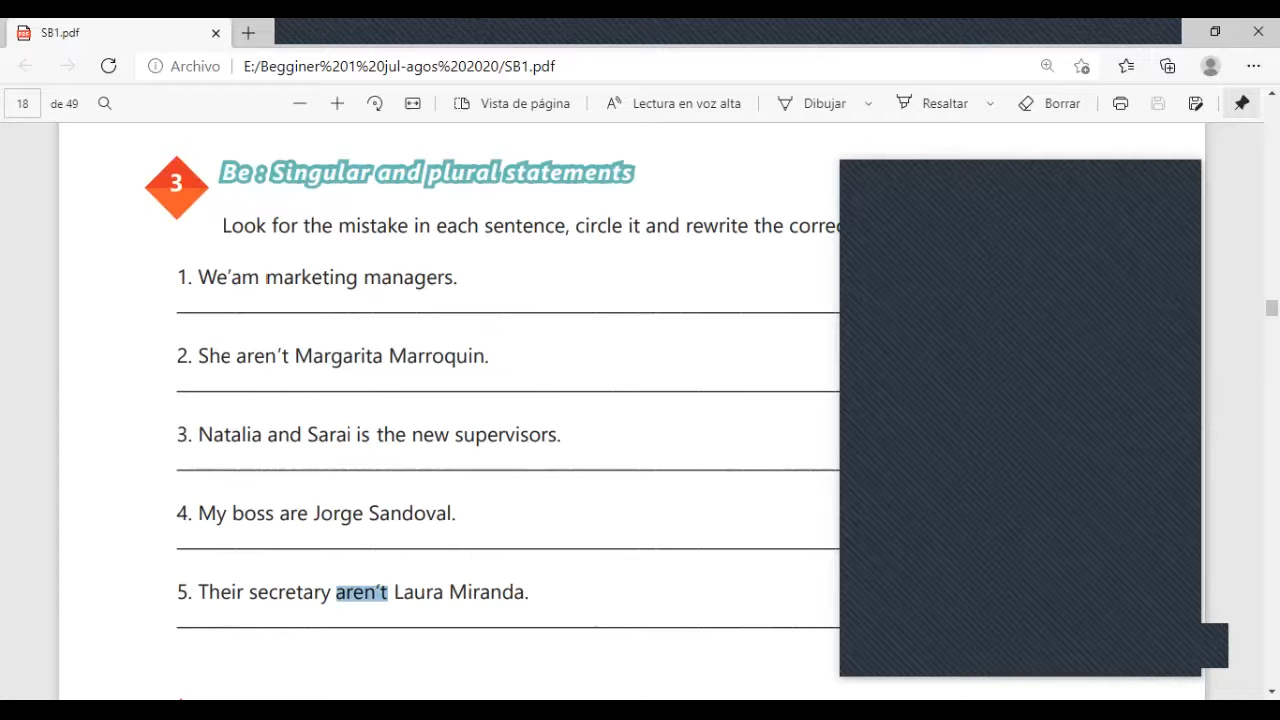 SB1.pdf
Archivo E:/Begginer%201%20jul-agos%202020/SB1.pdf
18 de 49 Vista de página Lectura en voz alta Dibujar Resaltar Borrar
3 Be : Singular and plural statements
Look for the mistake in each sentence, circle it and rewrite the
1. We'am marketing managers.
2. She aren't Margarita Marroquin.
3. Natalia and Sarai is the new supervisors.
4. My boss are Jorge Sandoval.
5. Their secretary aren't Laura Miranda.